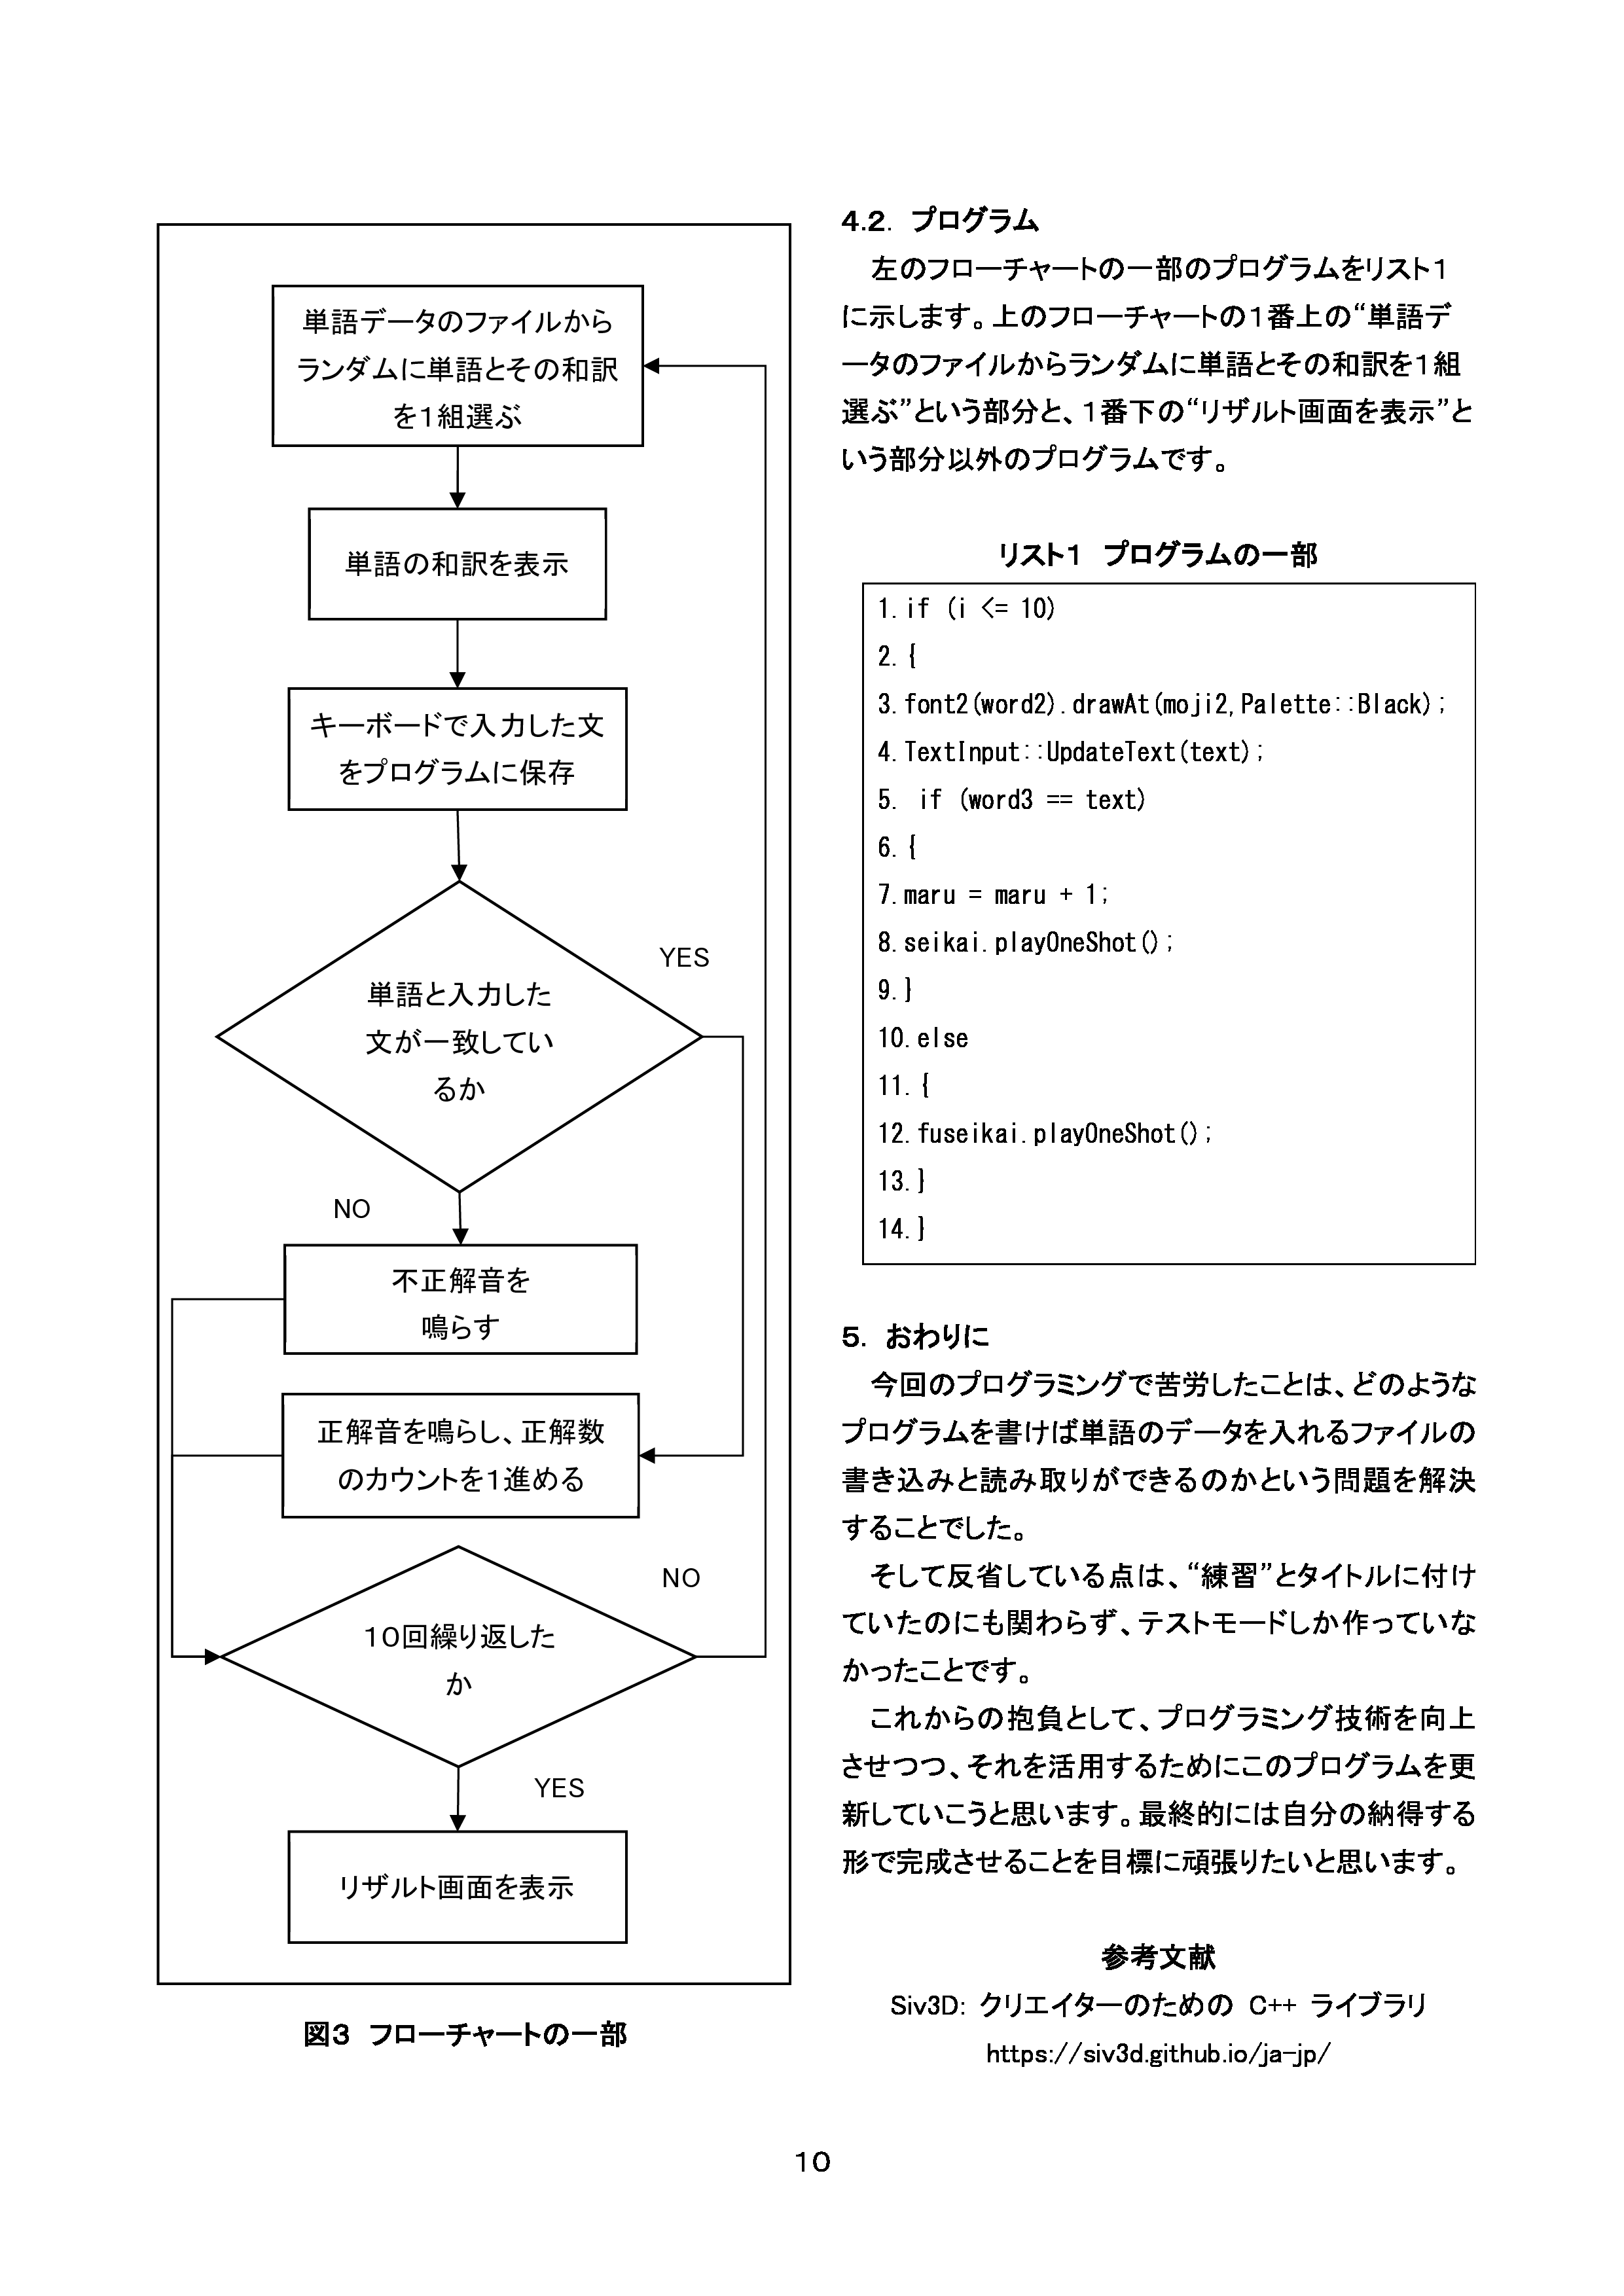 単語データのファイルから
ランダムに単語とその和訳
を1組選ぶ
単語の和訳を表示
キーボードで入力した文
をプログラムに保存
YES
単語と入力した
文が一致してい
るか
NO
不正解音を
鳴らす
正解音を鳴らし、正解数
のカウントを1進める
NO
10回繰り返した
か
YES
リザルト画面を表示
図3 フローチャートの一部
4.2. プログラム
左のフローチャートの一部のプログラムをリスト1
に示します。上のフローチャートの1番上の“単語デ
ータのファイルからランダムに単語とその和訳を1組
選ぶ”という部分と、1番下の“リザルト画面を表示”と
いう部分以外のプログラムです。
リスト1 プログラムの一部
1. if (i <= 10)
2. {
3. font2(word2).drawAt(moji2,Palette::Black);
4. TextInput::UpdateText(text);
5. if (word3 == text)
6. {
7. maru = maru + 1;
8. seikai.playOneShot();
9. }
10. else
11. {
12. fuseikai.playOneShot();
13. }
14. }
5. おわりに
今回のプログラミングで苦労したことは、どのような
プログラムを書けば単語のデータを入れるファイルの
書き込みと読み取りができるのかという問題を解決
することでした。
そして反省している点は、“練習”とタイトルに付け
ていたのにも関わらず、テストモードしか作っていな
かったことです。
これからの抱負として、プログラミング技術を向上
させつつ、それを活用するためにこのプログラムを更
新していこうと思います。最終的には自分の納得する
形で完成させることを目標に頑張りたいと思います。
参考文献
Siv3D: クリエイターのための C++ ライブラリ
https://siv3d.github.io/ja-jp/
10